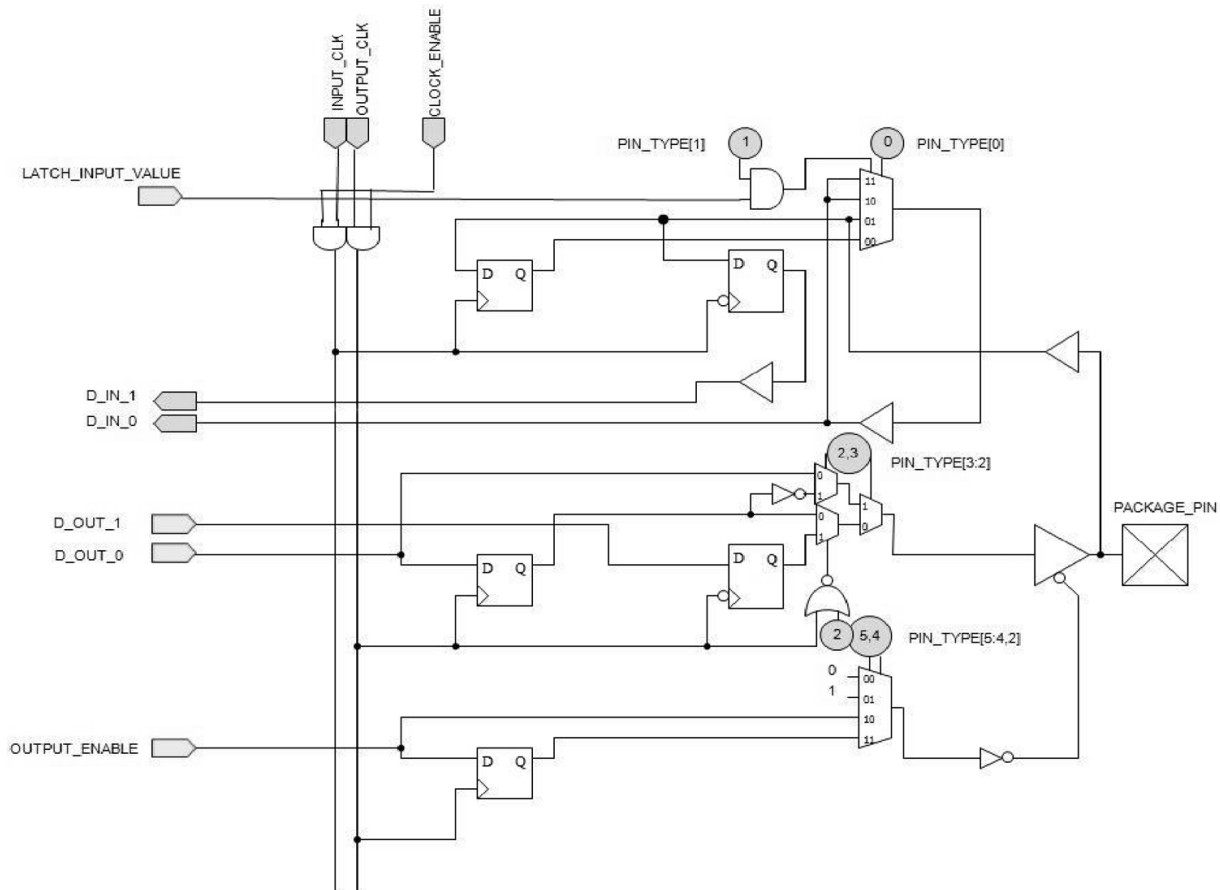 INPUT_CLK
OUTPUT_CLK
CLOCK_ENABLE
PIN_TYPE[1]
1
0
PIN_TYPE[0]
LATCH_INPUT_VALUE
11
10
01
00
D Q
D Q
D_IN_1
D_IN_0
2,3
PIN_TYPE[3:2]
0
1
1
0
0
1
D_OUT_1
D_OUT_0
PACKAGE_PIN
D Q
D Q
2
5,4
PIN_TYPE[5:4,2]
0
1
00
01
10
11
OUTPUT_ENABLE
D Q